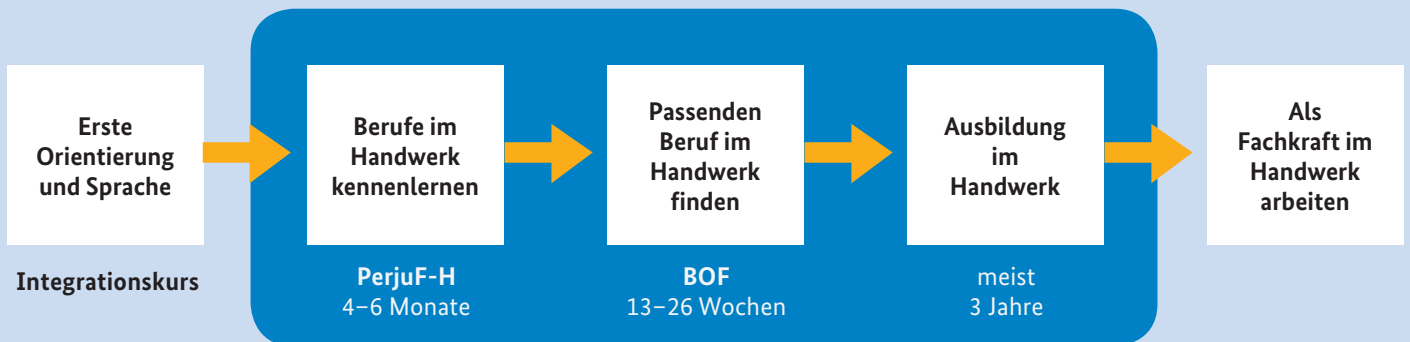 Erste
Orientierung
und Sprache
Integrationskurs
Berufe im
Handwerk
kennenlernen
PerjuF-H
4–6 Monate
Passenden
Beruf im
Handwerk
finden
BOF
13–26 Wochen
Ausbildung
im
Handwerk
meist
3 Jahre
Als
Fachkraft im
Handwerk
arbeiten